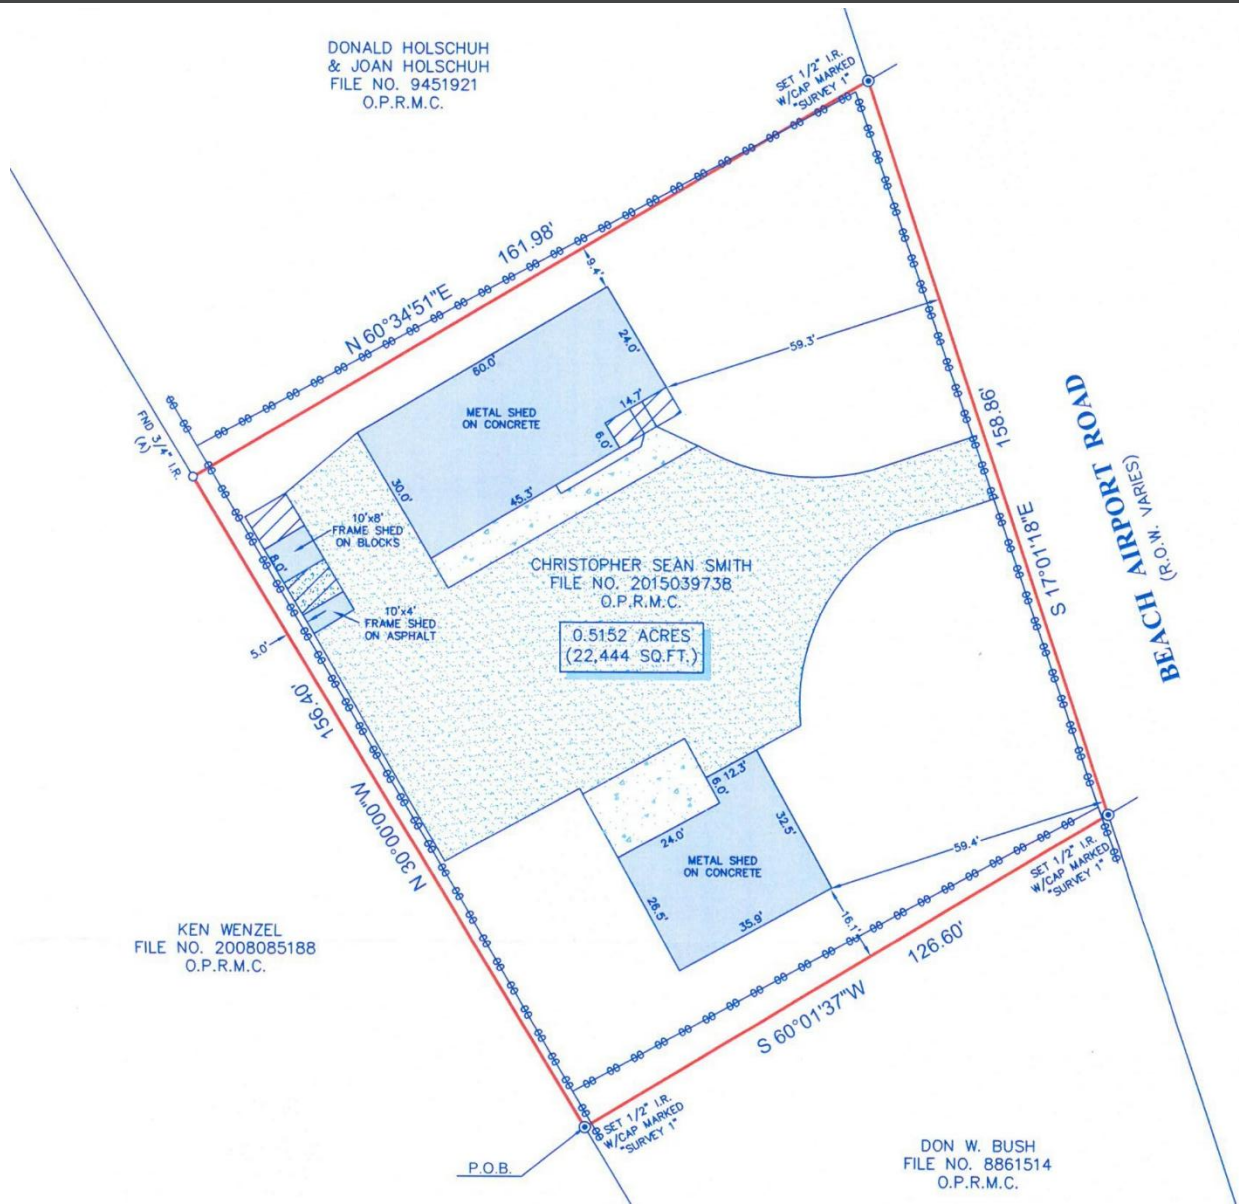 DONALD HOLSCHUH
& JOAN HOLSCHUH
FILE NO. 9451921
O.P.R.M.C.
SET 1/2" I.R.
W/CAP MARKED
"SURVEY 1"
N 60°34'51"E
161.98'
9.4'
FND 3/4" I.R.
(A)
60.0'
24.0'
METAL SHED
ON CONCRETE
14.7'
6.0'
45.3'
30.0'
59.3'
158.86'
S 17°01'18"E
BEACH AIRPORT ROAD
(R.O.W. VARIES)
10'x8'
FRAME SHED
ON BLOCKS
8.0'
10'x4'
FRAME SHED
ON ASPHALT
5.0'
CHRISTOPHER SEAN SMITH
FILE NO. 2015039738
O.P.R.M.C.
0.5152 ACRES
(22,444 SQ.FT.)
156.40'
N 30°00'00"W
12.3'
6.0'
24.0'
32.5'
METAL SHED
ON CONCRETE
26.5'
35.9'
59.4'
16.1'
SET 1/2" I.R.
W/CAP MARKED
"SURVEY 1"
126.60'
S 60°01'37"W
KEN WENZEL
FILE NO. 2008085188
O.P.R.M.C.
SET 1/2" I.R.
W/CAP MARKED
"SURVEY 1"
P.O.B.
DON W. BUSH
FILE NO. 8861514
O.P.R.M.C.